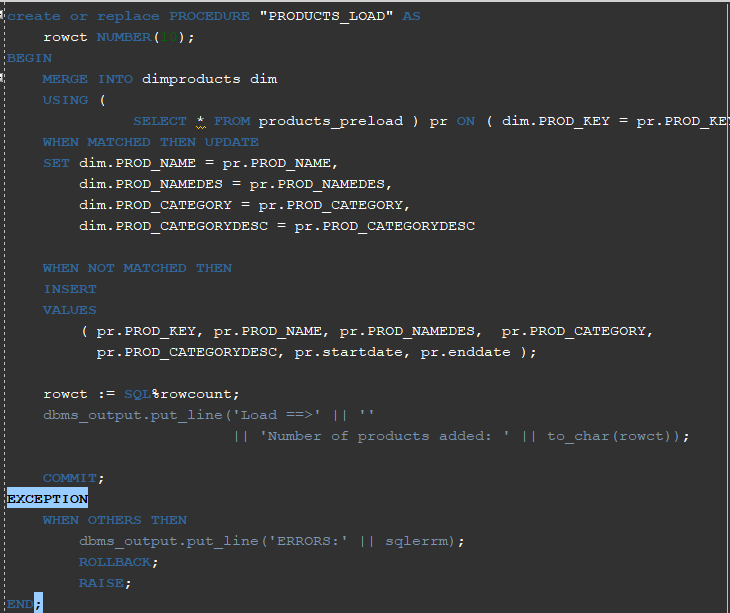 create or replace PROCEDURE "PRODUCTS_LOAD" AS
rowct NUMBER(10);
BEGIN
MERGE INTO dimproducts dim
USING (
SELECT * FROM products_preload ) pr ON ( dim.PROD_KEY = pr.PROD_KEY
WHEN MATCHED THEN UPDATE
SET dim.PROD_NAME = pr.PROD_NAME,
dim.PROD_NAMEDES = pr.PROD_NAMEDES,
dim.PROD_CATEGORY = pr.PROD_CATEGORY,
dim.PROD_CATEGORYDESC = pr.PROD_CATEGORYDESC
WHEN NOT MATCHED THEN
INSERT
VALUES
( pr.PROD_KEY, pr.PROD_NAME, pr.PROD_NAMEDES, pr.PROD_CATEGORY,
pr.PROD_CATEGORYDESC, pr.startdate, pr.enddate );
rowct := SQL%rowcount;
dbms_output.put_line('Load ==>' || ''
|| 'Number of products added: ' || to_char(rowct));
COMMIT;
EXCEPTION
WHEN OTHERS THEN
dbms_output.put_line('ERRORS:' || sqlerrm);
ROLLBACK;
RAISE;
END;